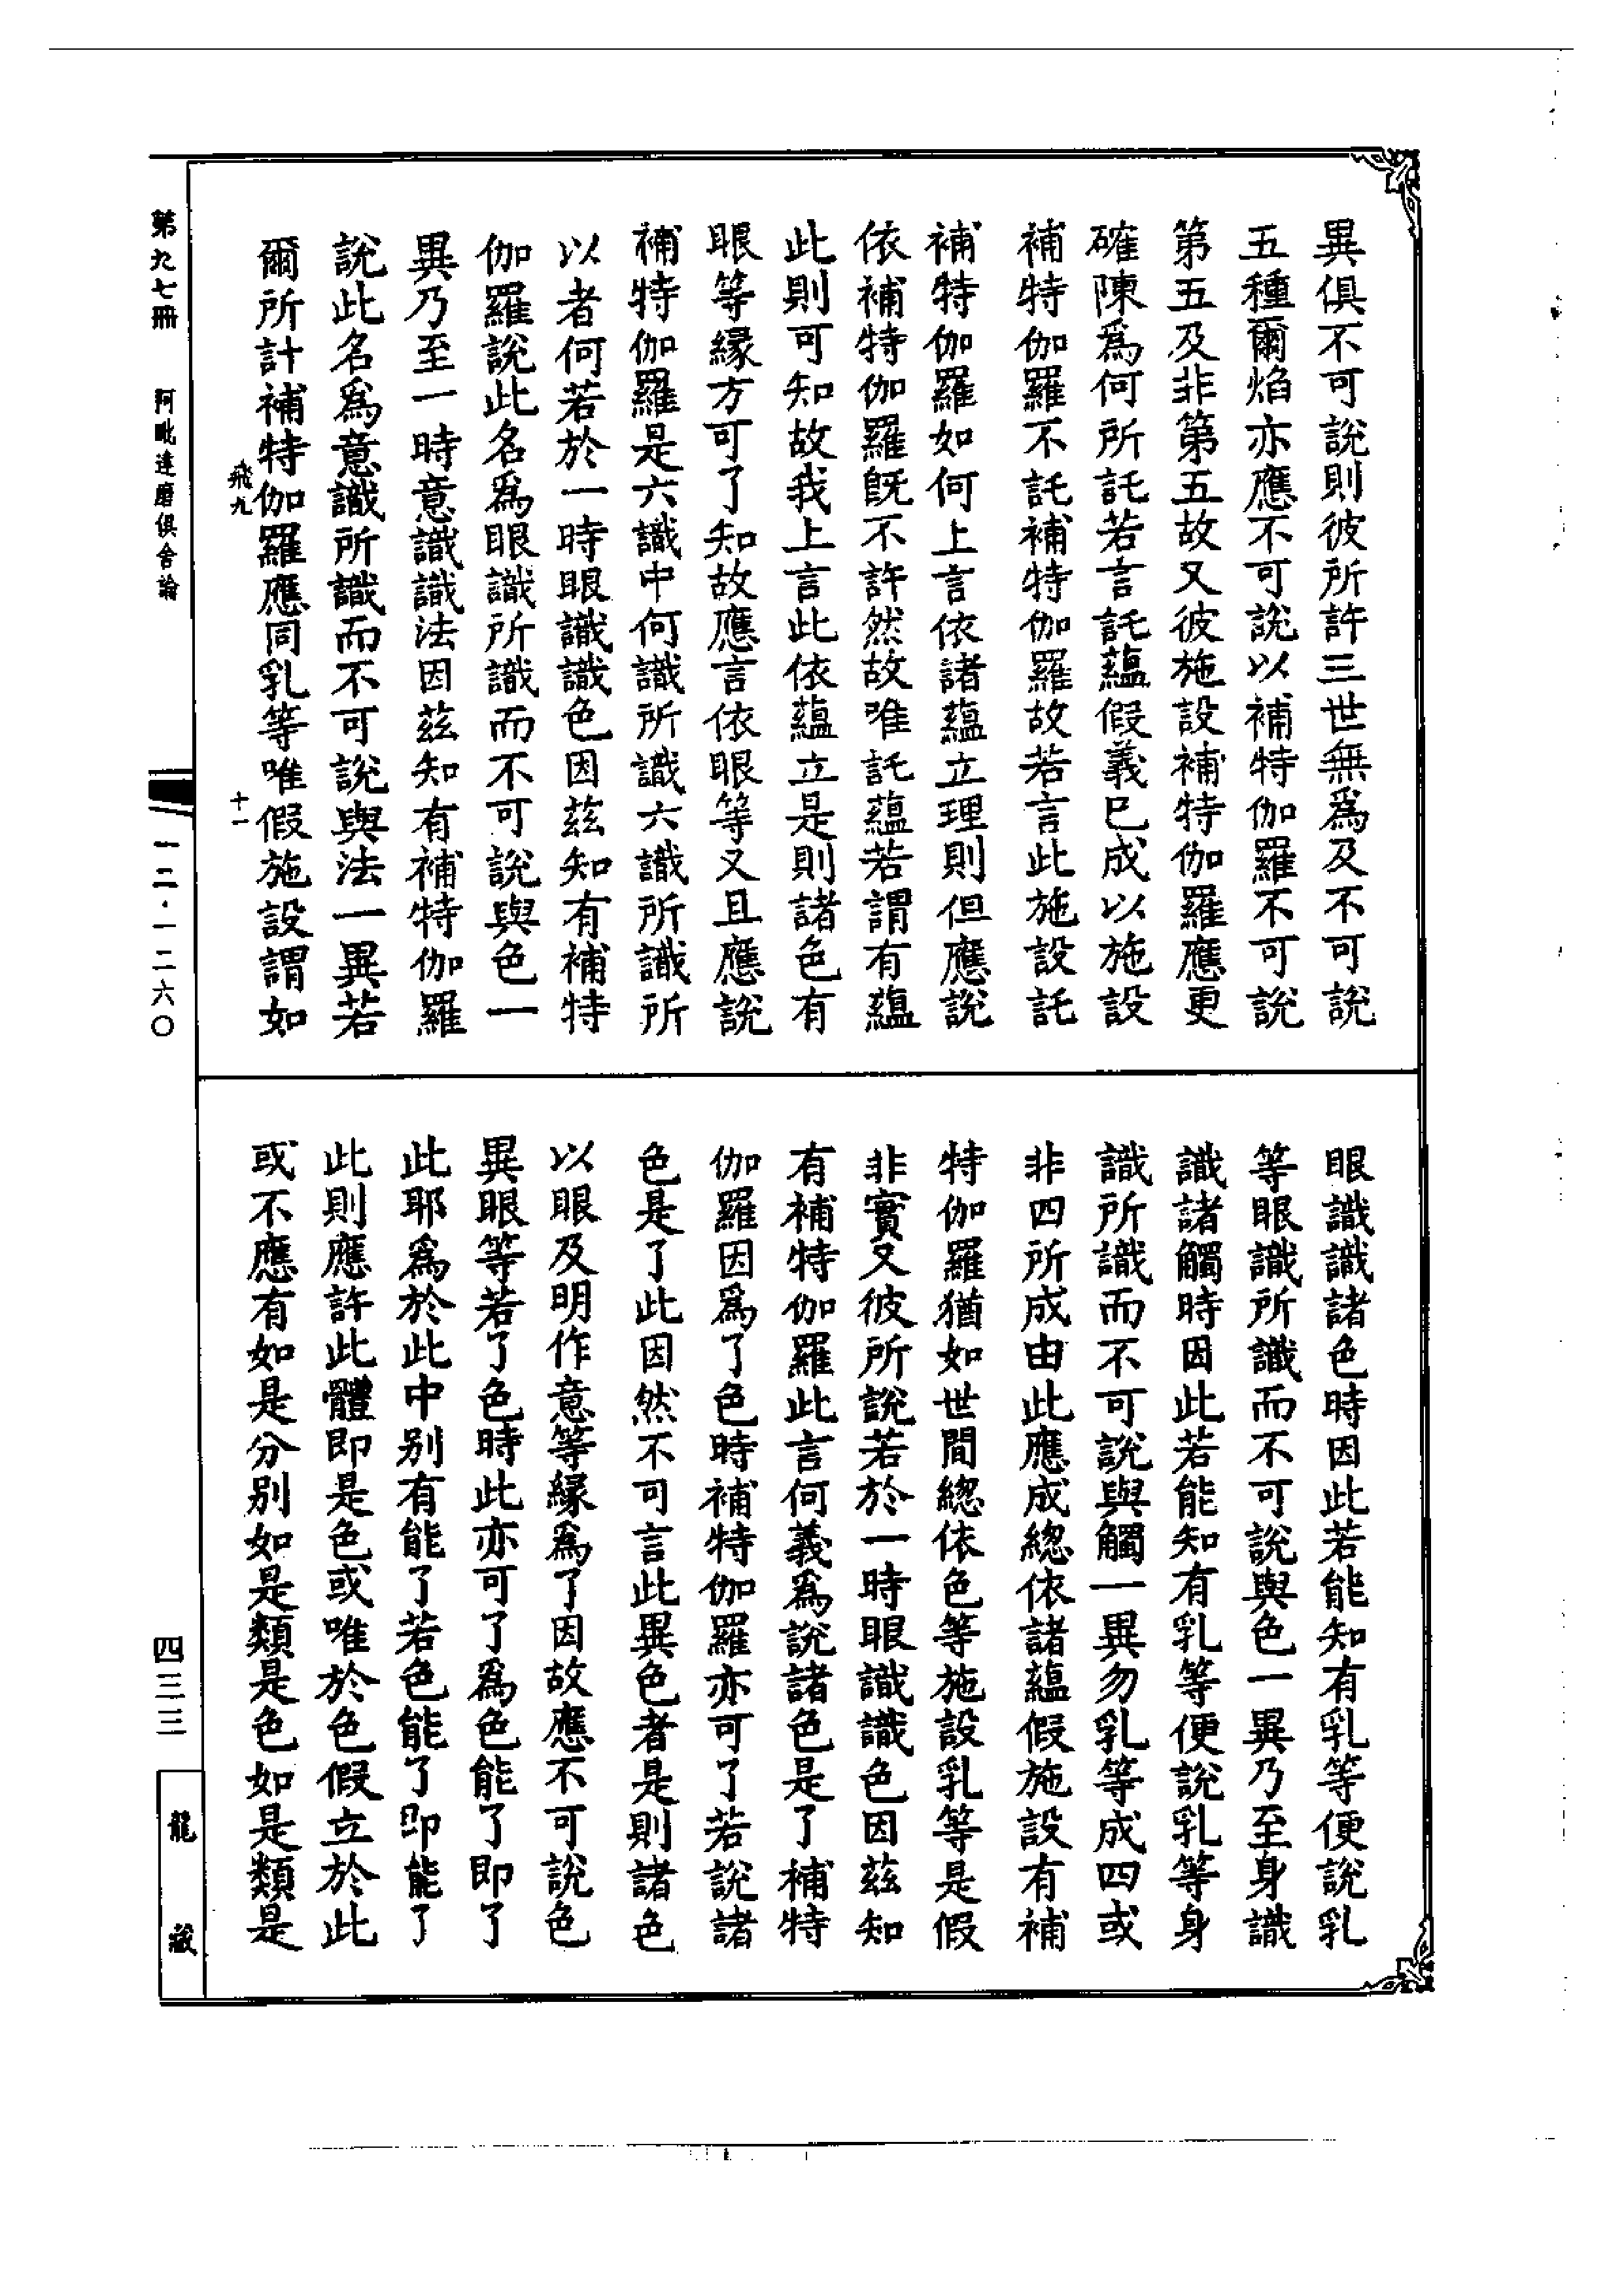 異俱不可說則彼所許三世無爲及不可說
五種爾焰亦應不可說以補特伽羅不可說
第五及非第五故又彼施設補特伽羅應更
確陳爲何所託若言託蘊假義已成以施設
補特伽羅不託補特伽羅故若言此施設託
補特伽羅如何上言依諸蘊立理則但應說
依補特伽羅旣不許然故唯託蘊若謂有蘊
此則可知故我上言此依蘊立是則諸色有
眼等緣方可了知故應言依眼等又且應說
補特伽羅是六識中何識所識六識所識所
以者何若於一時眼識識色因茲知有補特
伽羅說此名爲眼識所識而不可說與色一
異乃至一時意識識法因茲知有補特伽羅
說此名爲意識所識而不可說與法一異若
爾所計補特伽羅應同乳等唯假施設謂如
飛九
十一
眼識識諸色時因此若能知有乳等便說乳
等眼識所識而不可說與色一異乃至身識
識諸觸時因此若能知有乳等便說乳等身
識所識而不可說與觸一異勿乳等成四或
非四所成由此應成總依諸蘊假施設有補
特伽羅猶如世間總依色等施設乳等是假
非實又彼所說若於一時眼識識色因茲知
有補特伽羅此言何義爲說諸色是了補特
伽羅因爲了色時補特伽羅亦可了若說諸
色是了此因然不可言此異色者是則諸色
以眼及明作意等緣爲了因故應不可說色
異眼等若了色時此亦可了爲色能了即了
此耶爲於此中別有能了若色能了即能了
此則應許此體即是色或唯於色假立於此
或不應有如是分別如是類是色如是類是
第九七冊
阿毗達磨俱舍論
一二·一二六〇
四三三
龍藏